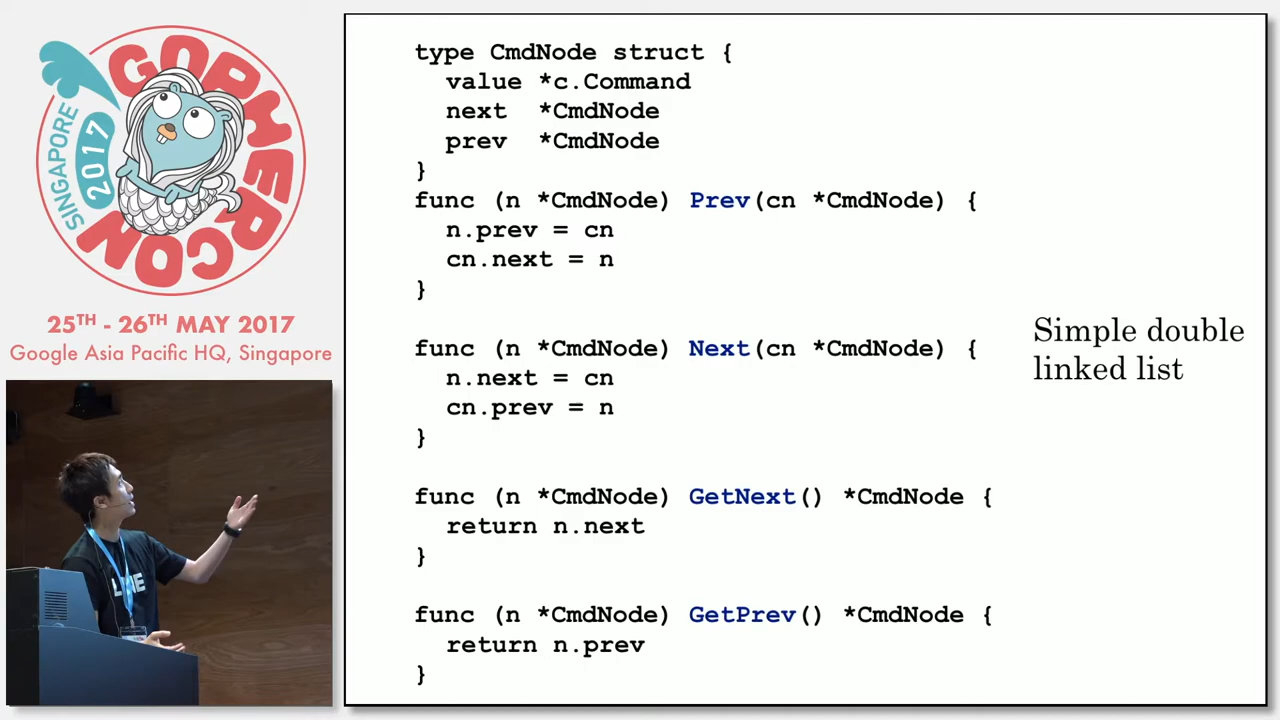 GOPHERCON
SINGAPORE
2017
25TH - 26TH MAY 2017
Google Asia Pacific HQ, Singapore
LINE
type CmdNode struct {
value *c.Command
next *CmdNode
prev *CmdNode
}
func (n *CmdNode) Prev(cn *CmdNode) {
n.prev = cn
cn.next = n
}
func (n *CmdNode) Next(cn *CmdNode) {
n.next = cn
cn.prev = n
}
func (n *CmdNode) GetNext() *CmdNode {
return n.next
}
func (n *CmdNode) GetPrev() *CmdNode {
return n.prev
}
Simple double
linked list